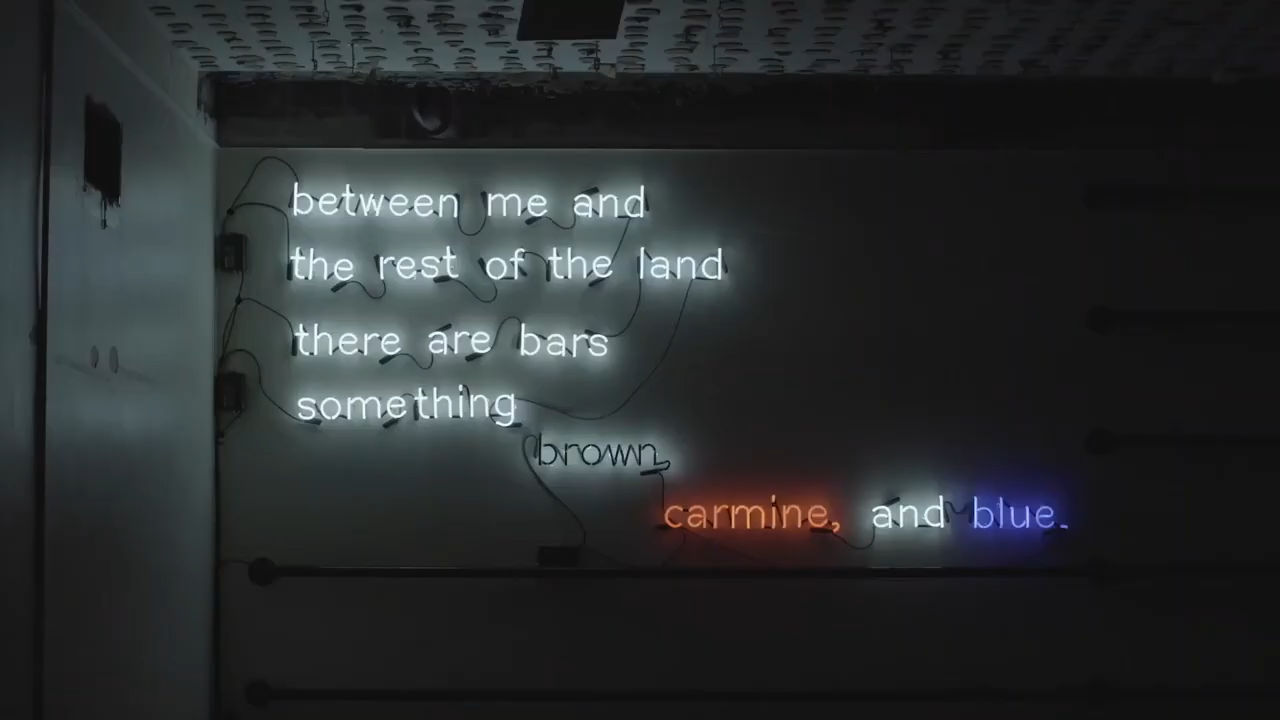 between me and
the rest of the land
there are bars
something
brown,
carmine, and blue.